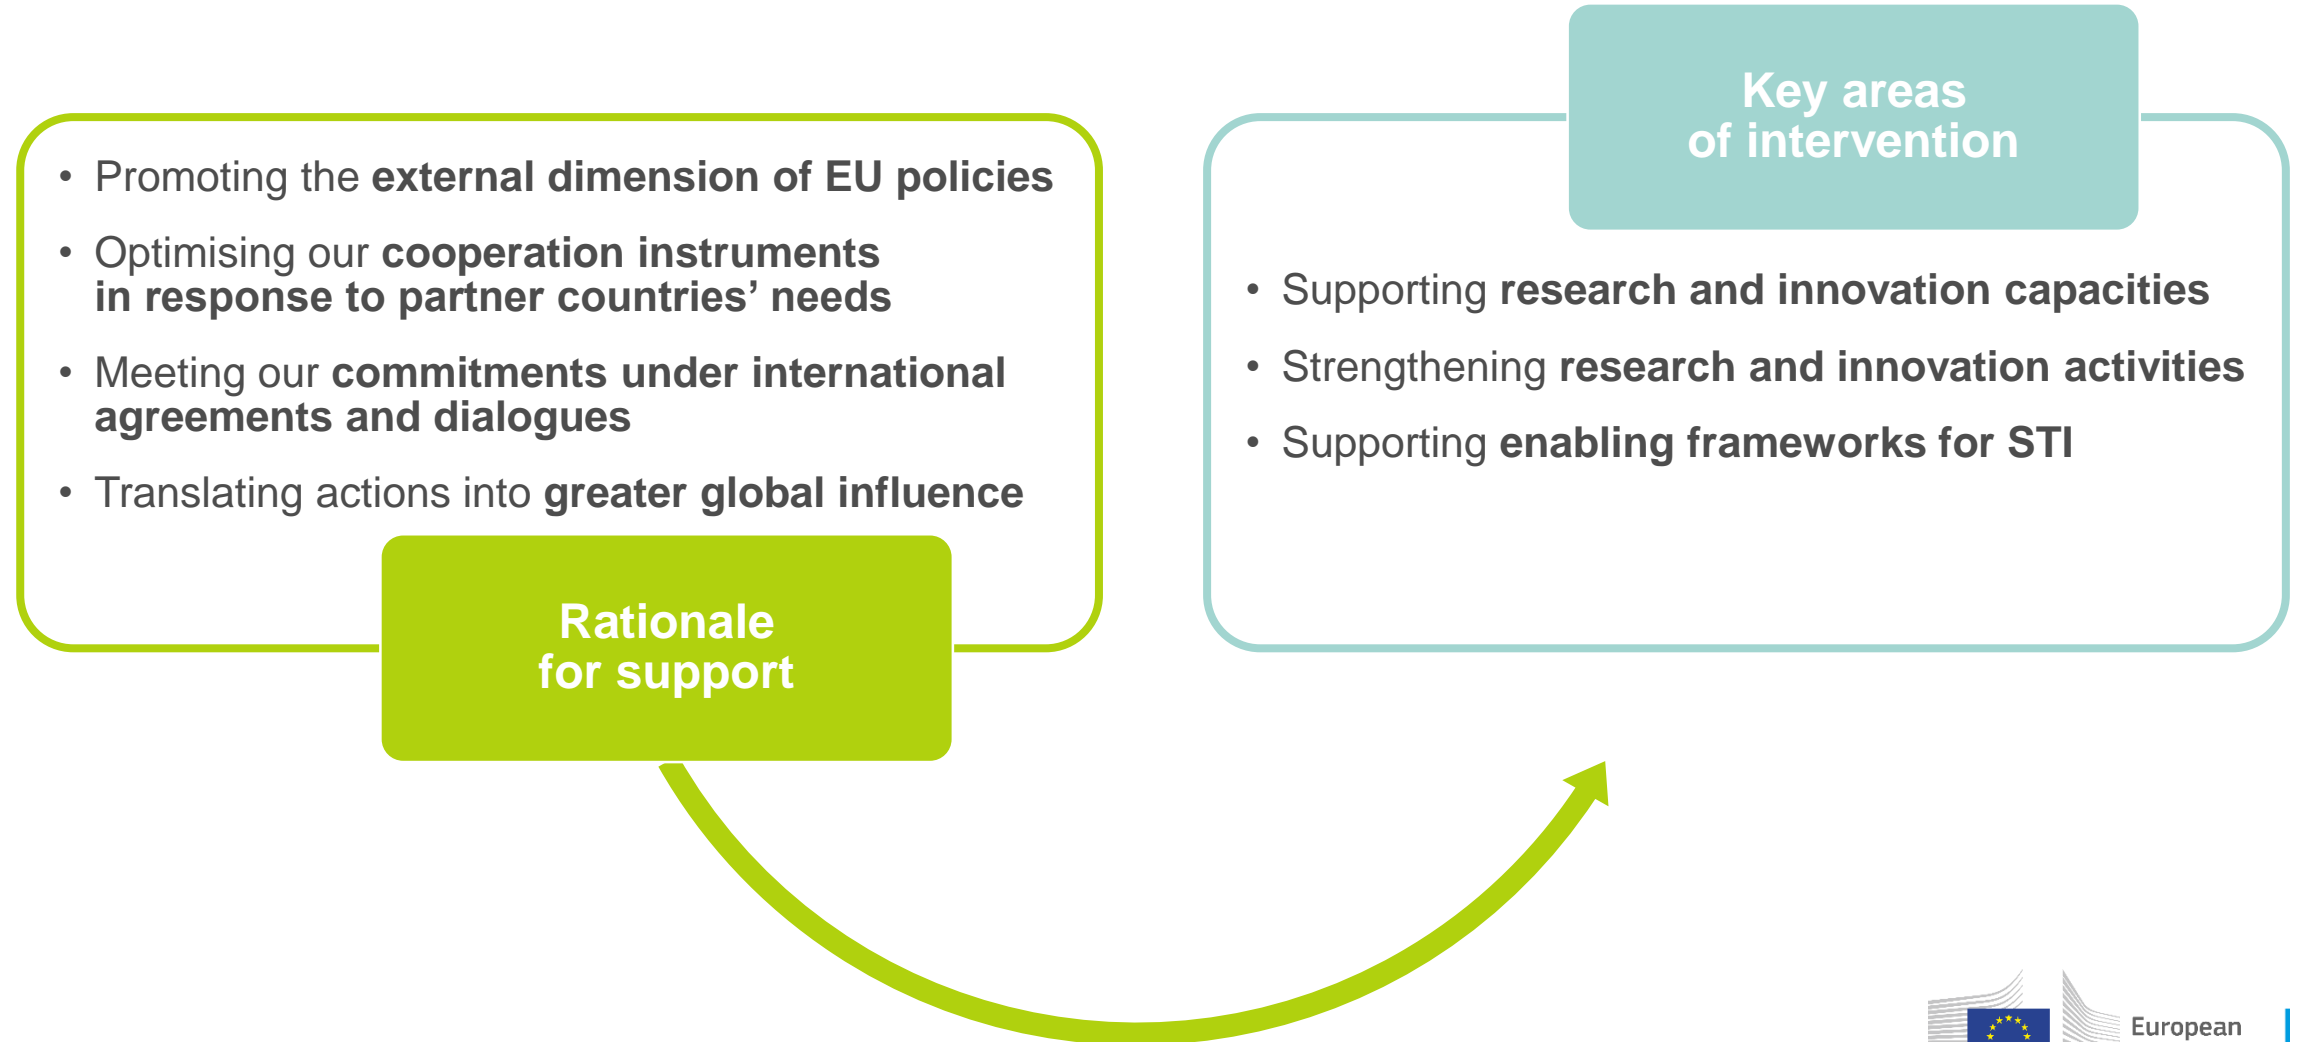 • Promoting the external dimension of EU policies
• Optimising our cooperation instruments
in response to partner countries’ needs
• Meeting our commitments under international
agreements and dialogues
• Translating actions into greater global influence
Rationale
for support
Key areas
of intervention
• Supporting research and innovation capacities
• Strengthening research and innovation activities
• Supporting enabling frameworks for STI
European